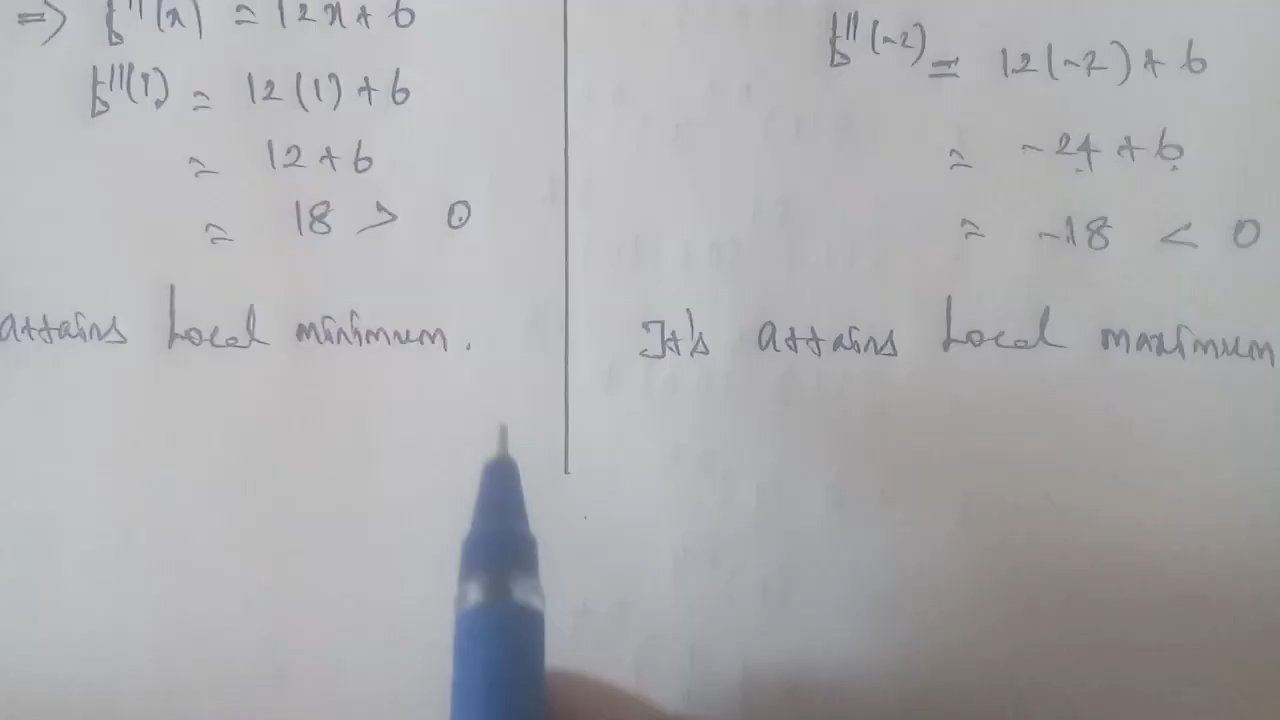 ⇒ f''(x) = 12x + 6
f''(1) = 12(1) + 6
= 12 + 6
= 18 > 0
attains Local minimum.
f''(-2) = 12(-2) + 6
= -24 + 6
= -18 < 0
It's attains Local maximum